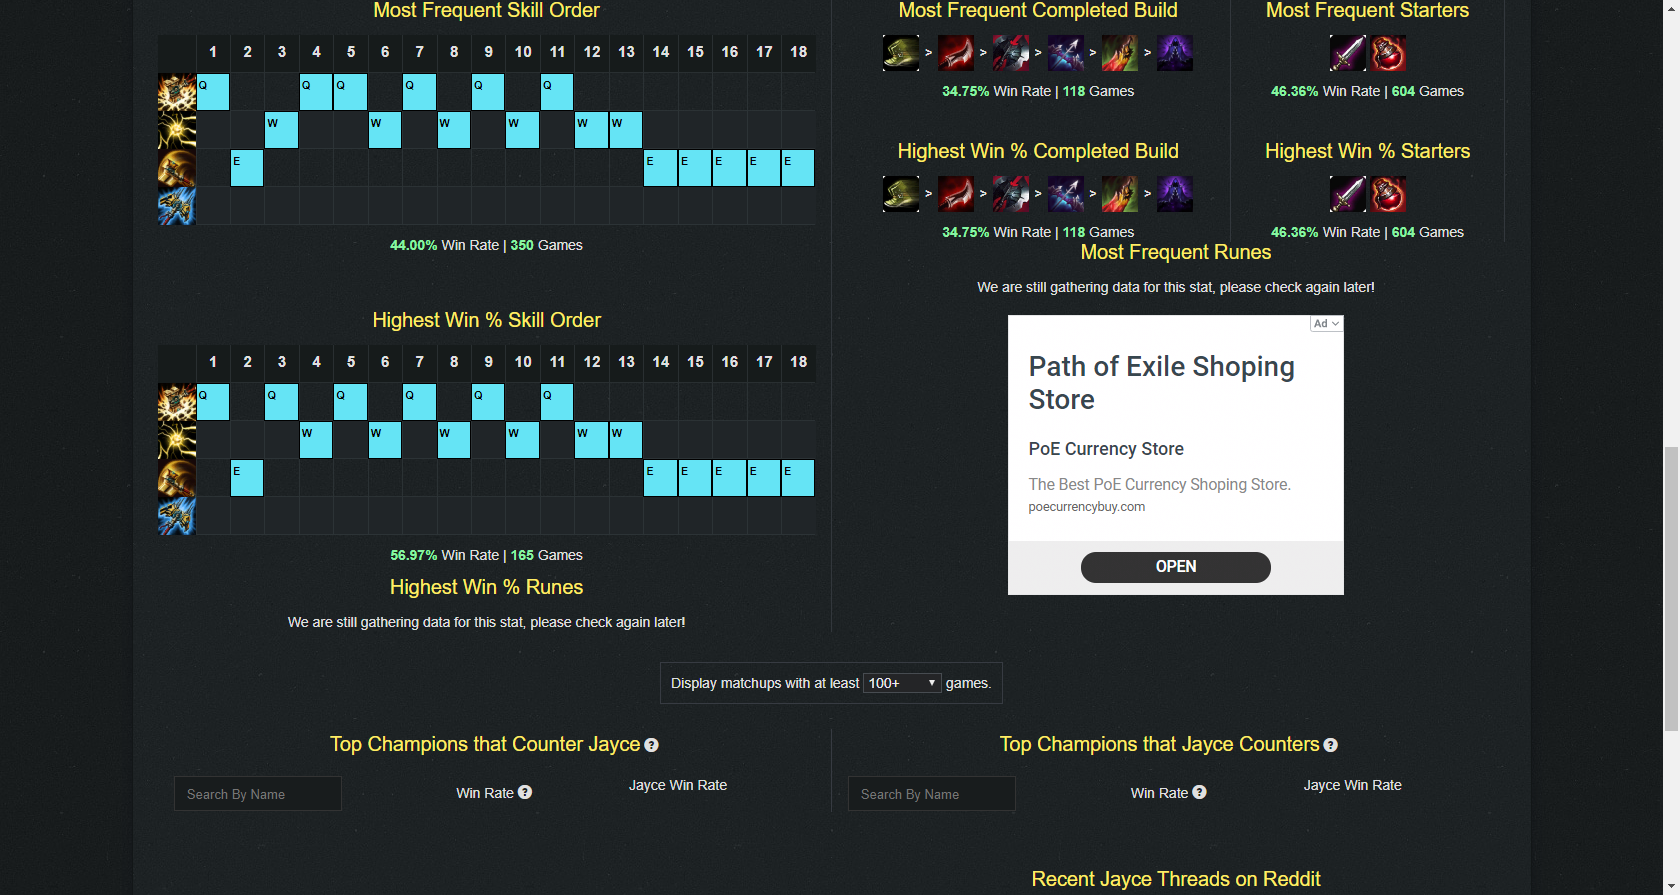 Most Frequent Skill Order
1 2 3 4 5 6 7 8 9 10 11 12 13 14 15 16 17 18
Q Q Q Q Q Q
W W W W W W
E E E E E E
44.00% Win Rate | 350 Games
Highest Win % Skill Order
1 2 3 4 5 6 7 8 9 10 11 12 13 14 15 16 17 18
Q Q Q Q Q Q
W W W W W W
E E E E E E
56.97% Win Rate | 165 Games
Highest Win % Runes
We are still gathering data for this stat, please check again later!
Most Frequent Completed Build
> > > > >
34.75% Win Rate | 118 Games
Most Frequent Starters
46.36% Win Rate | 604 Games
Highest Win % Completed Build
> > > > >
34.75% Win Rate | 118 Games
Highest Win % Starters
46.36% Win Rate | 604 Games
Most Frequent Runes
We are still gathering data for this stat, please check again later!
Ad
Path of Exile Shoping
Store
PoE Currency Store
The Best PoE Currency Shoping Store.
poecurrencybuy.com
OPEN
Display matchups with at least 100+ games.
Top Champions that Counter Jayce ?
Search By Name Win Rate ? Jayce Win Rate
Top Champions that Jayce Counters ?
Search By Name Win Rate ? Jayce Win Rate
Recent Jayce Threads on Reddit